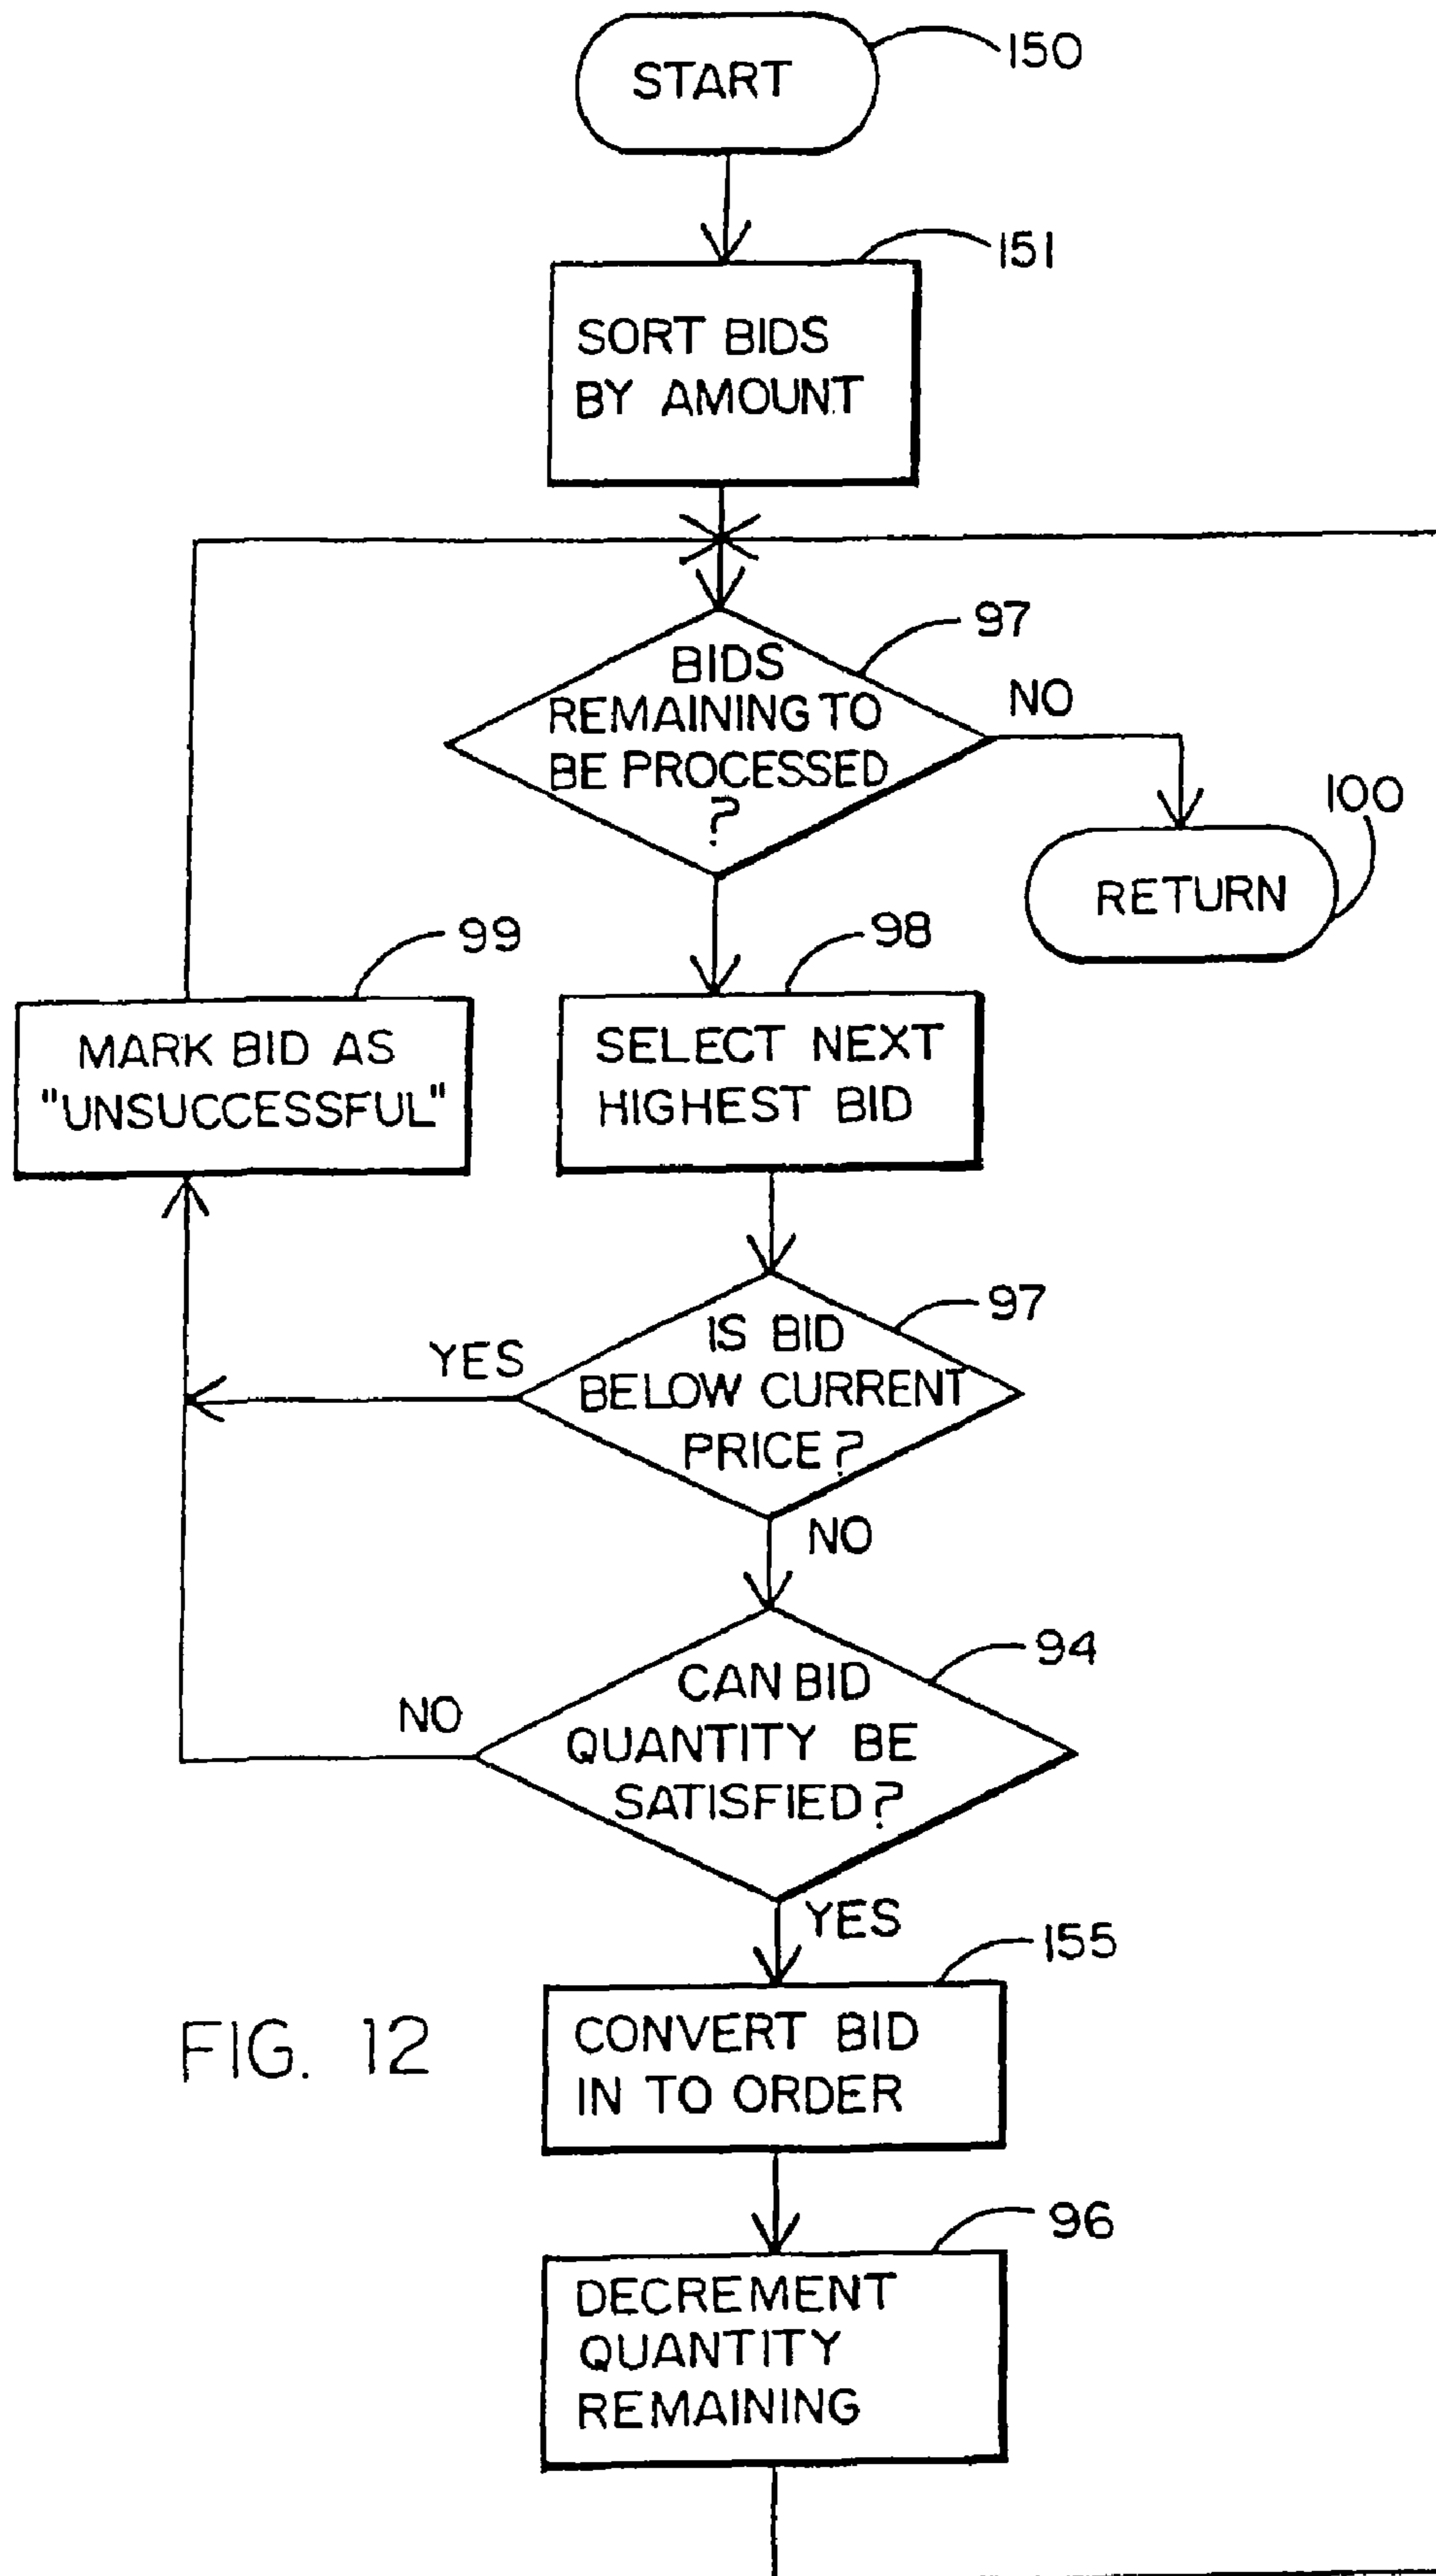 START
150
151
SORT BIDS
BY AMOUNT
97
BIDS
REMAINING TO
BE PROCESSED
?
NO
100
RETURN
99
MARK BID AS
"UNSUCCESSFUL"
98
SELECT NEXT
HIGHEST BID
97
IS BID
BELOW CURRENT
PRICE?
YES
NO
94
CAN BID
QUANTITY BE
SATISFIED?
NO
YES
155
CONVERT BID
IN TO ORDER
FIG. 12
96
DECREMENT
QUANTITY
REMAINING